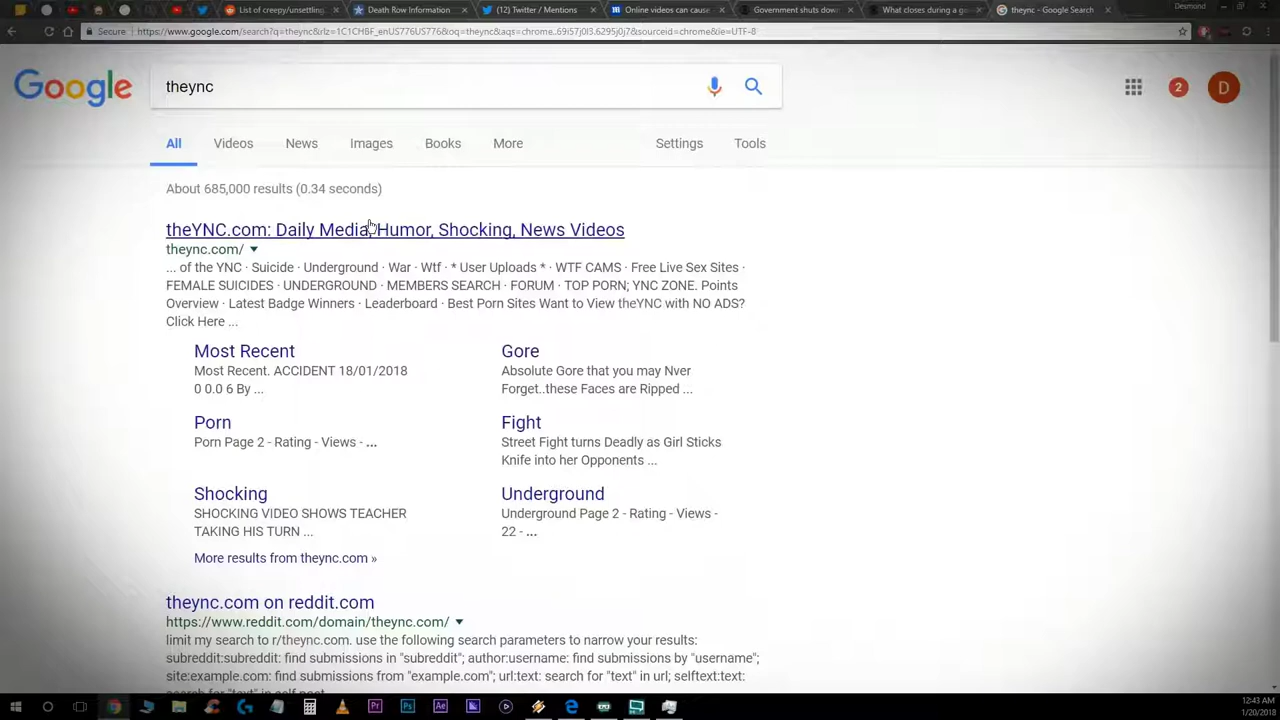 List of creepy/unsettlin
Death Row Information
(12) Twitter / Mentions
Online videos can cause
Government shuts down
What closes during a go
theync - Google Search
Desmond
Secure
https://www.google.com/search?q=theync&rlz=1C1CHBF_enUS776US776&oq=theync&aqs=chrome..69i57j0l3.6295j0j7&sourceid=chrome&ie=UTF-8
Google
theync
2
D
All Videos News Images Books More Settings Tools
About 685,000 results (0.34 seconds)
theYNC.com: Daily Media, Humor, Shocking, News Videos
theync.com/
... of the YNC · Suicide · Underground · War · Wtf · * User Uploads * · WTF CAMS · Free Live Sex Sites ·
FEMALE SUICIDES · UNDERGROUND · MEMBERS SEARCH · FORUM · TOP PORN; YNC ZONE. Points
Overview · Latest Badge Winners · Leaderboard · Best Porn Sites Want to View theYNC with NO ADS?
Click Here ...
Most Recent
Most Recent. ACCIDENT 18/01/2018
0 0.0 6 By ...
Gore
Absolute Gore that you may Nver
Forget..these Faces are Ripped ...
Porn
Porn Page 2 - Rating - Views - ...
Fight
Street Fight turns Deadly as Girl Sticks
Knife into her Opponents ...
Shocking
SHOCKING VIDEO SHOWS TEACHER
TAKING HIS TURN ...
Underground
Underground Page 2 - Rating - Views -
22 - ...
More results from theync.com »
theync.com on reddit.com
https://www.reddit.com/domain/theync.com/
limit my search to r/theync.com. use the following search parameters to narrow your results:
subreddit:subreddit: find submissions in "subreddit"; author:username: find submissions by "username";
site:example.com: find submissions from "example.com"; url:text: search for "text" in url; selftext:text:
search for "text" in self post
12:43 AM
1/20/2018